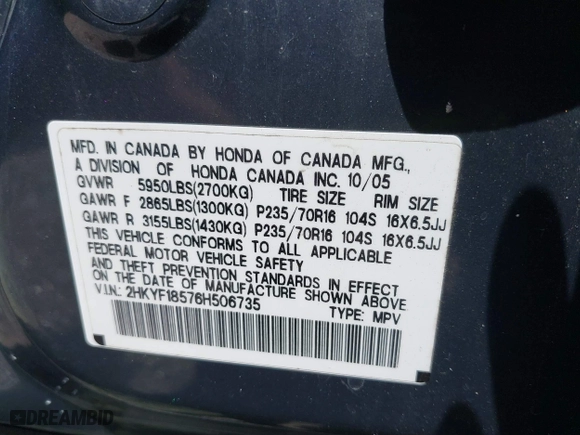 MFD. IN CANADA BY HONDA OF CANADA MFG.,
A DIVISION OF HONDA CANADA INC. 10/05
GVWR 5950LBS(2700KG) TIRE SIZE RIM SIZE
GAWR F 2865LBS(1300KG) P235/70R16 104S 16X6.5JJ
GAWR R 3155LBS(1430KG) P235/70R16 104S 16X6.5JJ
THIS VEHICLE CONFORMS TO ALL APPLICABLE
FEDERAL MOTOR VEHICLE SAFETY
AND THEFT PREVENTION STANDARDS IN EFFECT
ON THE DATE OF MANUFACTURE SHOWN ABOVE.
V.I.N.: 2HKYF18576H506735 TYPE: MPV
DREAMBID